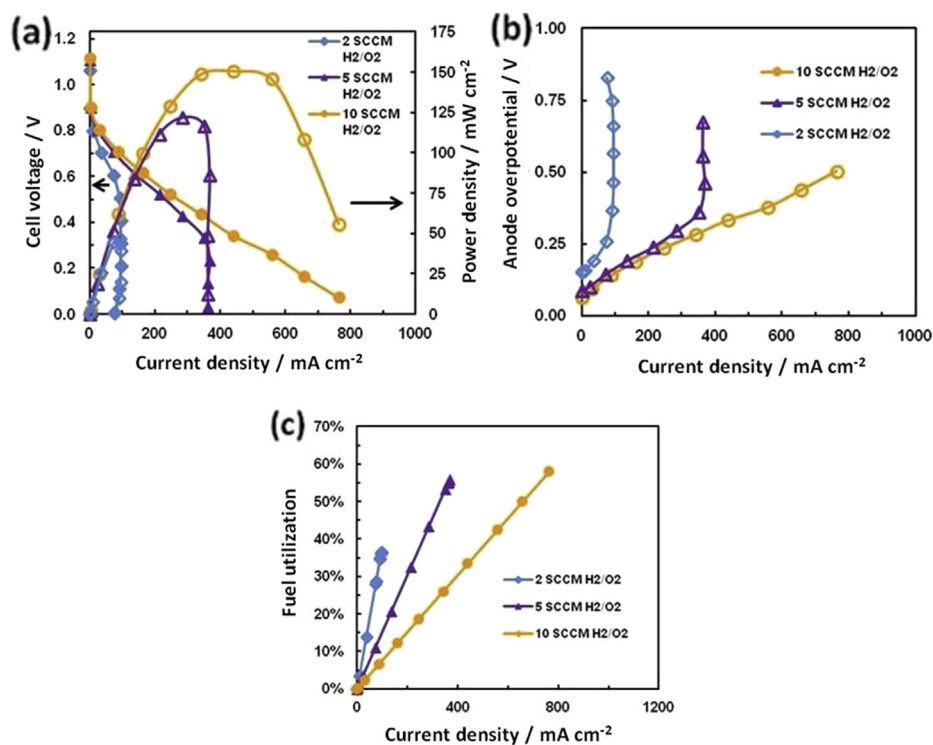 (a)
1.2
1.0
0.8
0.6
0.4
0.2
0.0
Cell voltage / V
175
150
125
100
75
50
25
0
Power density / mW cm-2
2 SCCM
H2/O2
5 SCCM
H2/O2
10 SCCM
H2/O2
0 200 400 600 800 1000
Current density / mA cm-2
(b)
1.00
0.75
0.50
0.25
0.00
Anode overpotential / V
10 SCCM H2/O2
5 SCCM H2/O2
2 SCCM H2/O2
0 200 400 600 800 1000
Current density / mA cm-2
(c)
70%
60%
50%
40%
30%
20%
10%
0%
Fuel utilization
2 SCCM H2/O2
5 SCCM H2/O2
10 SCCM H2/O2
0 400 800 1200
Current density / mA cm-2